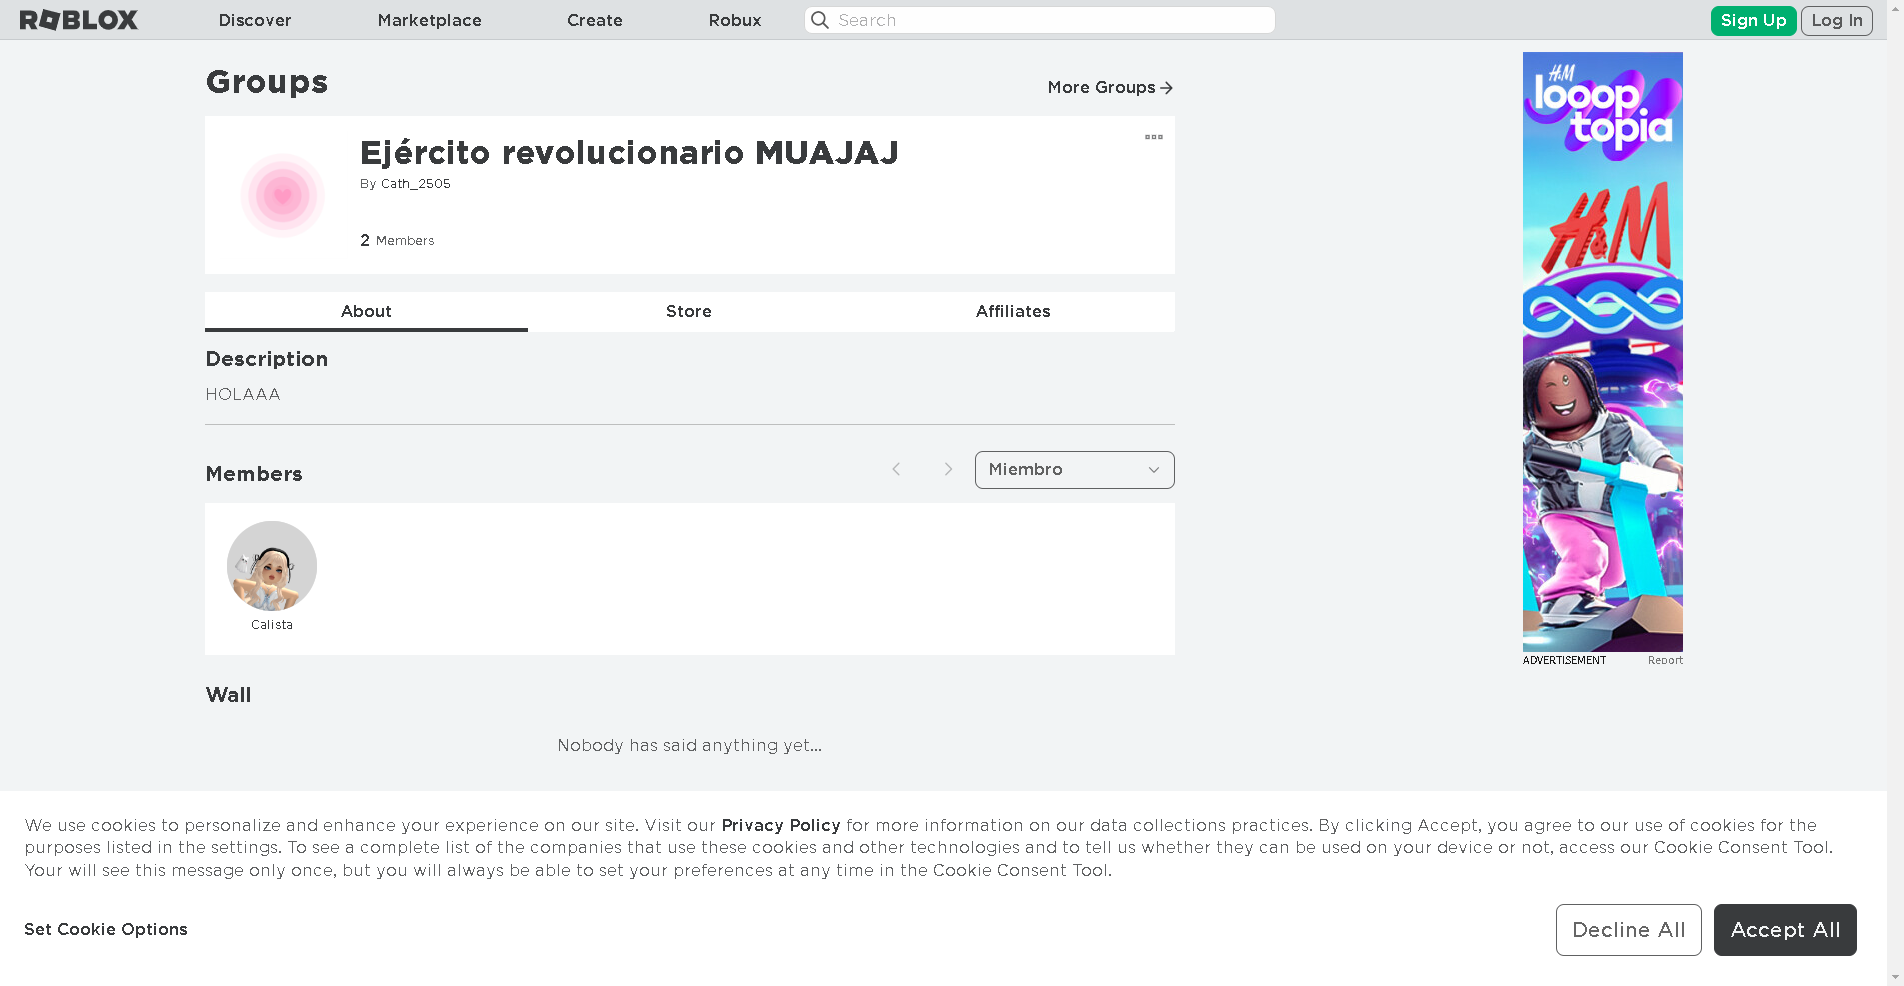 ROBLOX Discover Marketplace Create Robux Search Sign Up Log In
Groups
More Groups
Ejército revolucionario MUAJAJ
By Cath_2505
2 Members
About Store Affiliates
Description
HOLAAA
Members
Miembro
Calista
Wall
Nobody has said anything yet...
H&M
looop
topia
H&M
ADVERTISEMENT Report
We use cookies to personalize and enhance your experience on our site. Visit our Privacy Policy for more information on our data collections practices. By clicking Accept, you agree to our use of cookies for the
purposes listed in the settings. To see a complete list of the companies that use these cookies and other technologies and to tell us whether they can be used on your device or not, access our Cookie Consent Tool.
Your will see this message only once, but you will always be able to set your preferences at any time in the Cookie Consent Tool.
Set Cookie Options
Decline All Accept All